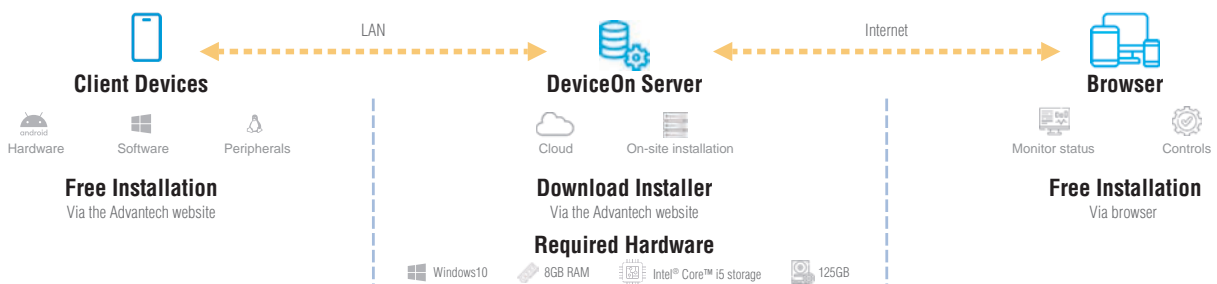 LAN
Internet
Client Devices
DeviceOn Server
Browser
android
Hardware
Software
Peripherals
Cloud
On-site installation
Monitor status
Controls
Free Installation
Via the Advantech website
Download Installer
Via the Advantech website
Free Installation
Via browser
Required Hardware
Windows10
8GB RAM
Intel® Core™ i5 storage
125GB